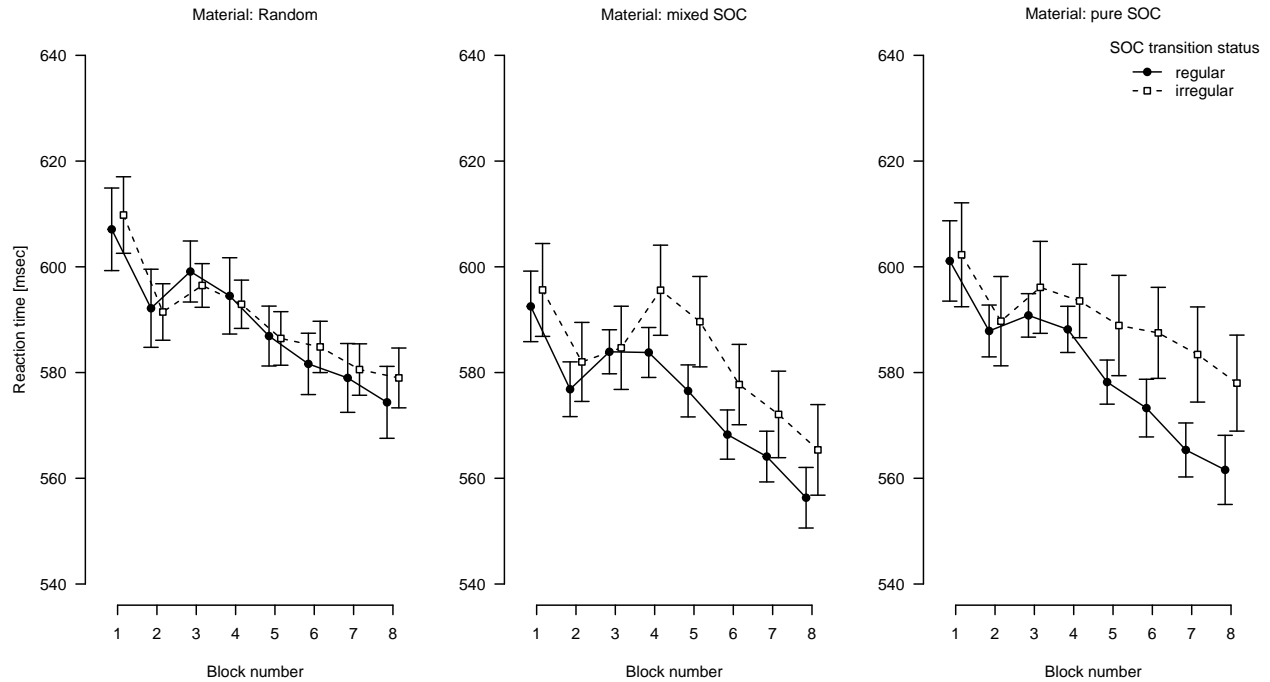 Material: Random
Material: mixed SOC
Material: pure SOC
SOC transition status
regular
irregular
Reaction time [msec]
640
620
600
580
560
540
640
620
600
580
560
540
640
620
600
580
560
540
1 2 3 4 5 6 7 8
1 2 3 4 5 6 7 8
1 2 3 4 5 6 7 8
Block number
Block number
Block number